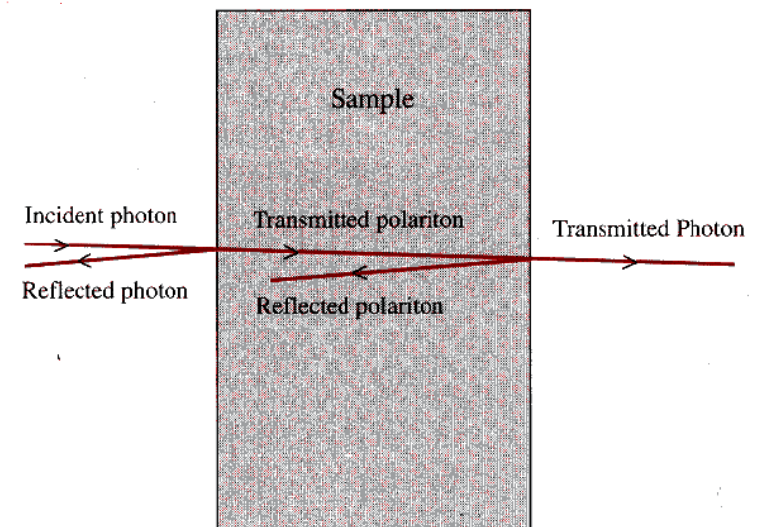 Sample
Incident photon
Transmitted polariton
Transmitted Photon
Reflected photon
Reflected polariton